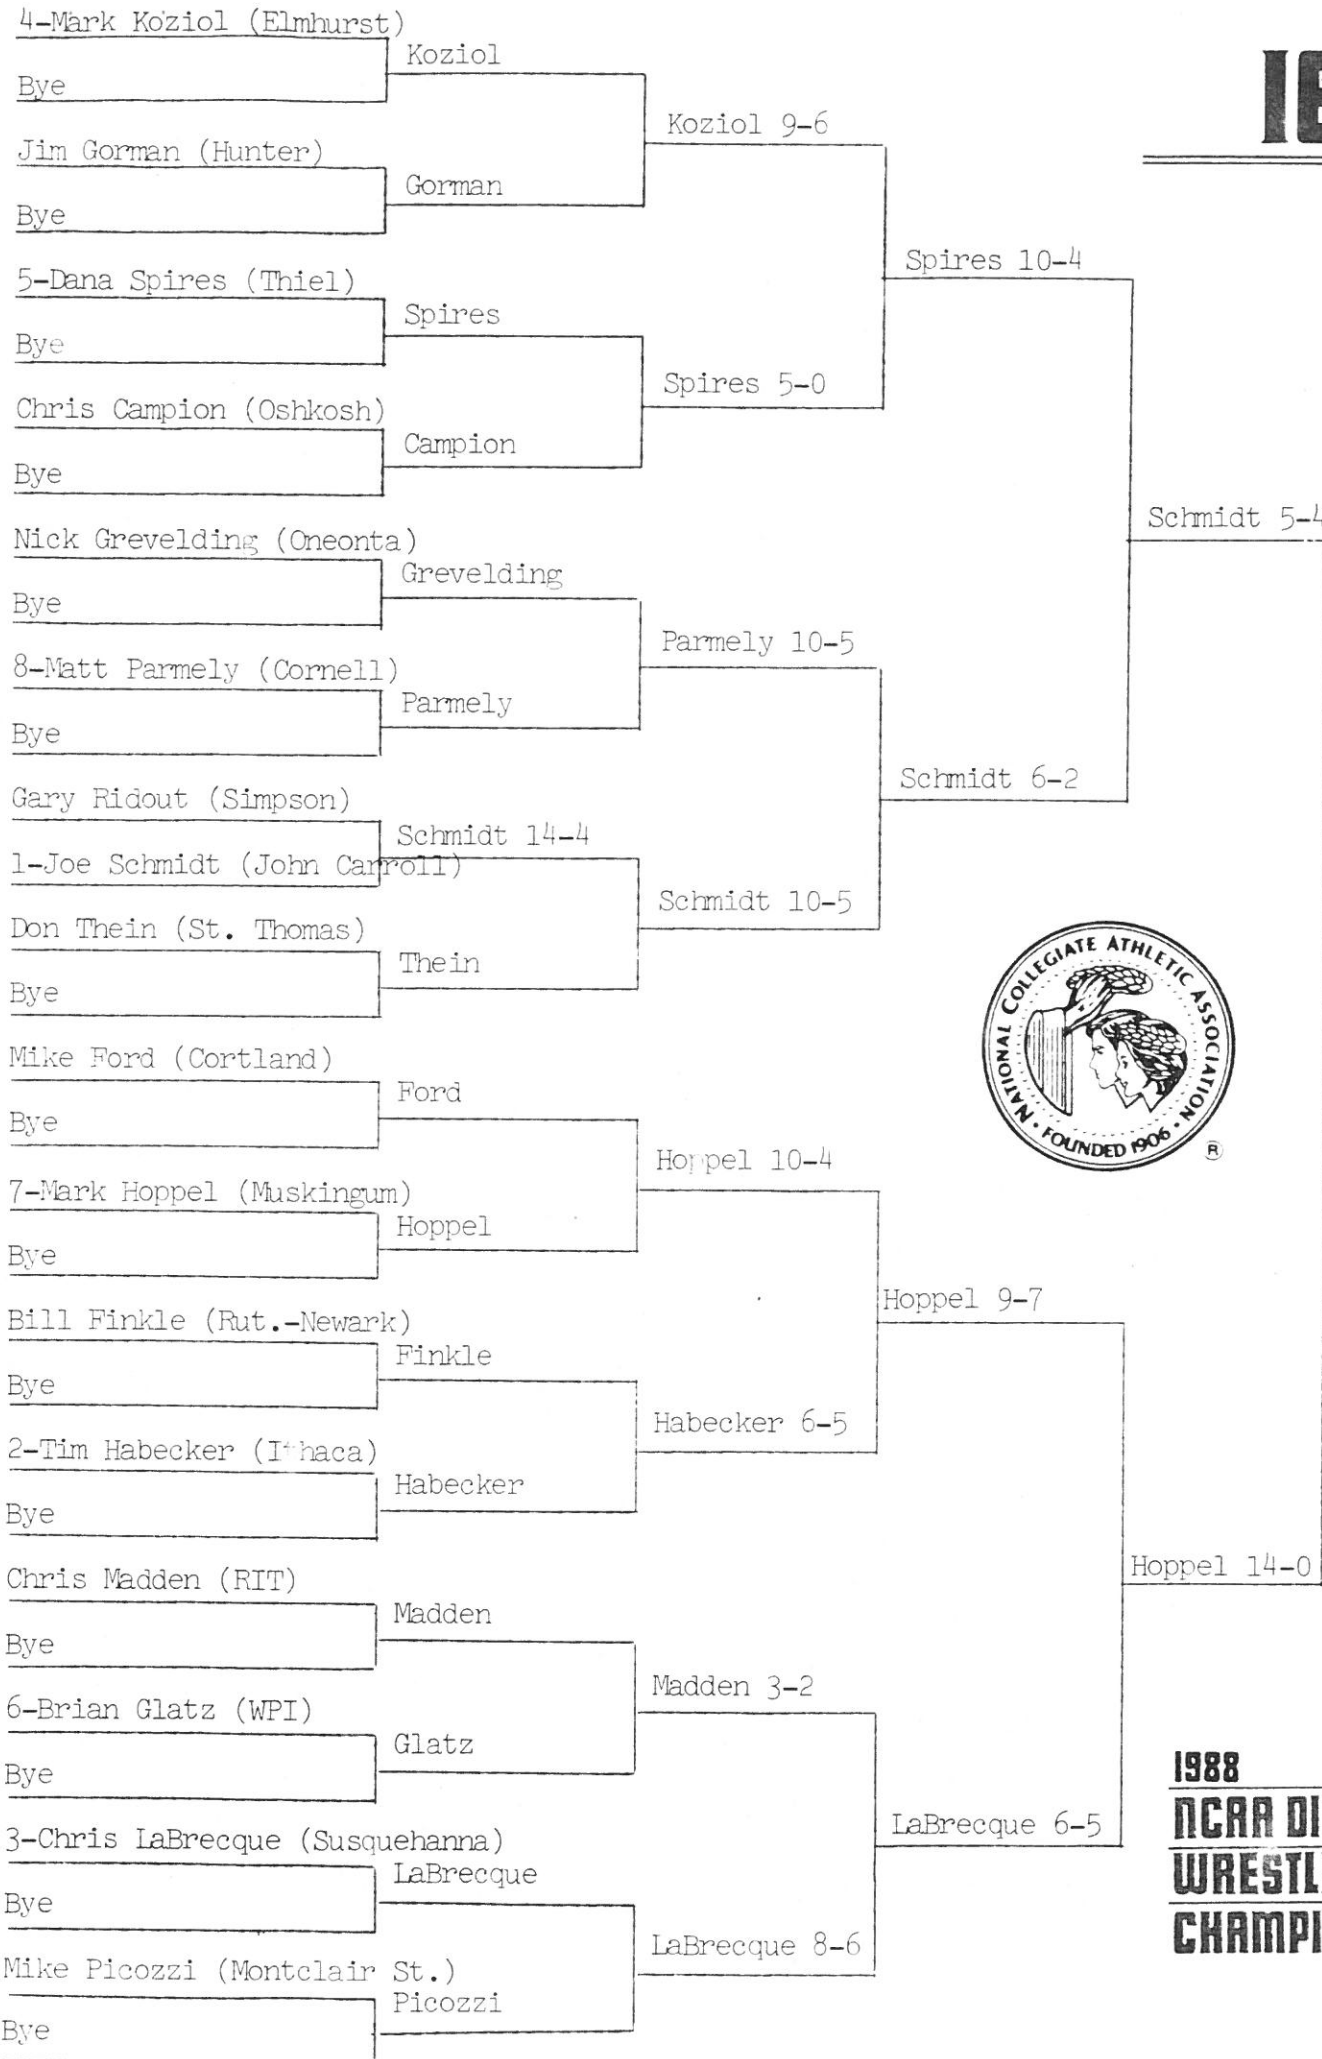 4-Mark Koziol (Elmhurst)
Koziol
Bye
Koziol 9-6
Jim Gorman (Hunter)
Gorman
Bye
Spires 10-4
5-Dana Spires (Thiel)
Spires
Bye
Spires 5-0
Chris Campion (Oshkosh)
Campion
Bye
Schmidt 5-4
Nick Grevelding (Oneonta)
Grevelding
Bye
Parmely 10-5
8-Matt Parmely (Cornell)
Parmely
Bye
Schmidt 6-2
Gary Ridout (Simpson)
Schmidt 14-4
1-Joe Schmidt (John Carroll)
Schmidt 10-5
Don Thein (St. Thomas)
Thein
Bye
NATIONAL COLLEGIATE ATHLETIC ASSOCIATION
• FOUNDED 1906 •
®
Mike Ford (Cortland)
Ford
Bye
Hoppel 10-4
7-Mark Hoppel (Muskingum)
Hoppel
Bye
Hoppel 9-7
Bill Finkle (Rut.-Newark)
Finkle
Bye
Habecker 6-5
2-Tim Habecker (Ithaca)
Habecker
Bye
Hoppel 14-0
Chris Madden (RIT)
Madden
Bye
Madden 3-2
6-Brian Glatz (WPI)
Glatz
Bye
LaBrecque 6-5
3-Chris LaBrecque (Susquehanna)
LaBrecque
Bye
LaBrecque 8-6
Mike Picozzi (Montclair St.)
Picozzi
Bye
1988
NCAA DI
WRESTL
CHAMPI